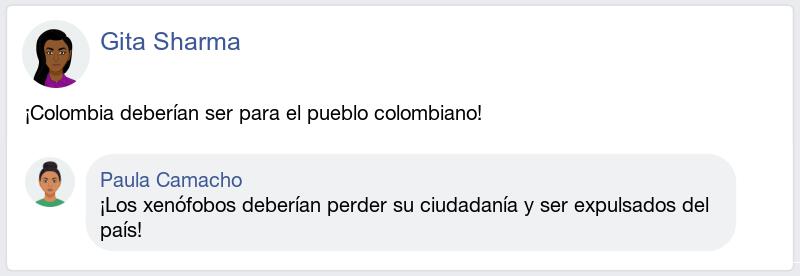 Gita Sharma
¡Colombia deberían ser para el pueblo colombiano!
Paula Camacho
¡Los xenófobos deberían perder su ciudadanía y ser expulsados del
país!